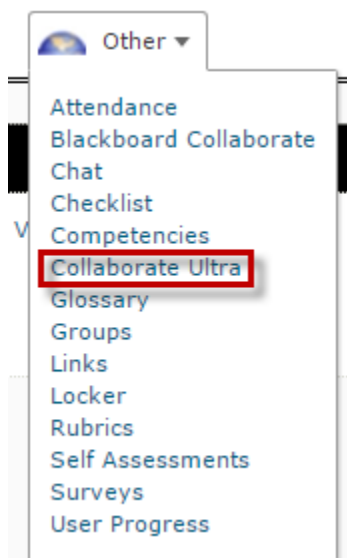 Other
Attendance
Blackboard Collaborate
Chat
Checklist
V
Competencies
Collaborate Ultra
Glossary
Groups
Links
Locker
Rubrics
Self Assessments
Surveys
User Progress